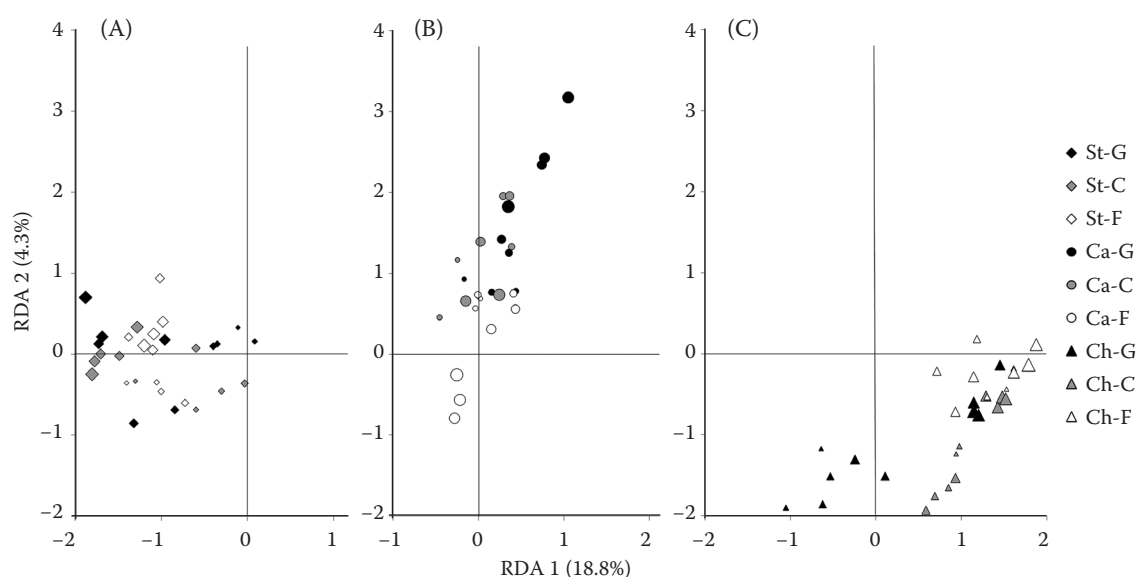 (A) (B) (C)
4 4 4
3 3 3
2 2 2
1 1 1
0 0 0
−1 −1 −1
−2 −2 −2
−2 −1 0 1 −1 0 1 2 −2 −1 0 1 2
RDA 2 (4.3%)
RDA 1 (18.8%)
St-G
St-C
St-F
Ca-G
Ca-C
Ca-F
Ch-G
Ch-C
Ch-F